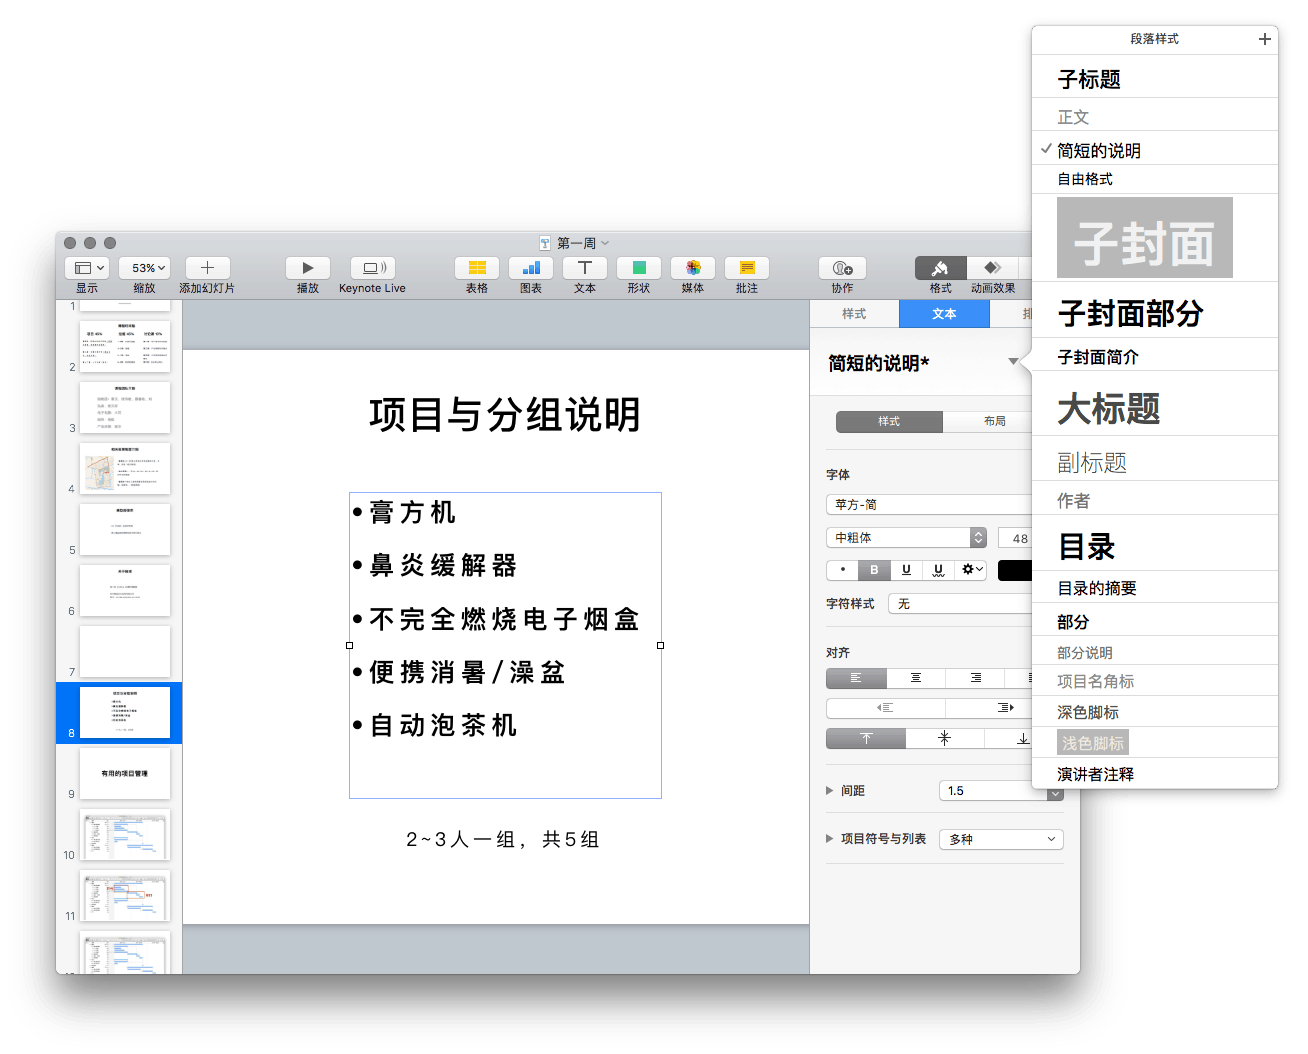 段落样式
子标题
正文
简短的说明
自由格式
子封面
子封面部分
子封面简介
大标题
副标题
作者
目录
目录的摘要
部分
部分说明
项目名角标
深色脚标
浅色脚标
演讲者注释
第一周
53%
显示
缩放
添加幻灯片
播放
Keynote Live
表格
图表
文本
形状
媒体
批注
协作
格式
动画效果
1
2
3
4
5
6
7
8
9
有用的项目管理
10
11
项目与分组说明
•膏方机
•鼻炎缓解器
•不完全燃烧电子烟盒
•便携消暑/澡盆
•自动泡茶机
2~3人一组，共5组
样式
文本
简短的说明*
样式
布局
字体
苹方-简
中粗体
48
B
U
U
字符样式
无
对齐
间距
1.5
项目符号与列表
多种